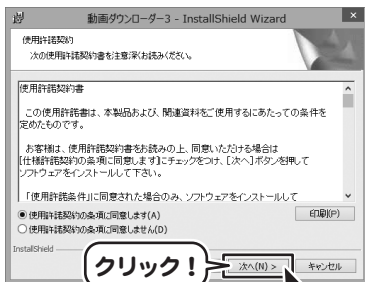 動画ダウンローダー3 - InstallShield Wizard
使用許諾契約
次の使用許諾契約書を注意深くお読みください。
使用許諾契約書
この使用許諾書は、本製品および、関連資料をご使用するにあたっての条件を
定めたものです。
お客様は、使用許諾契約書をお読みの上、同意いただける場合は
[仕様許諾契約の条項に同意します]にチェックをつけ、[次へ]ボタンを押して
ソフトウェアをインストールして下さい。
「使用許諾条件」に同意された場合のみ、ソフトウェアをインストールして
使用許諾契約の条項に同意します(A)
印刷(P)
使用許諾契約の条項に同意しません(D)
InstallShield
クリック！
次へ(N) >
キャンセル